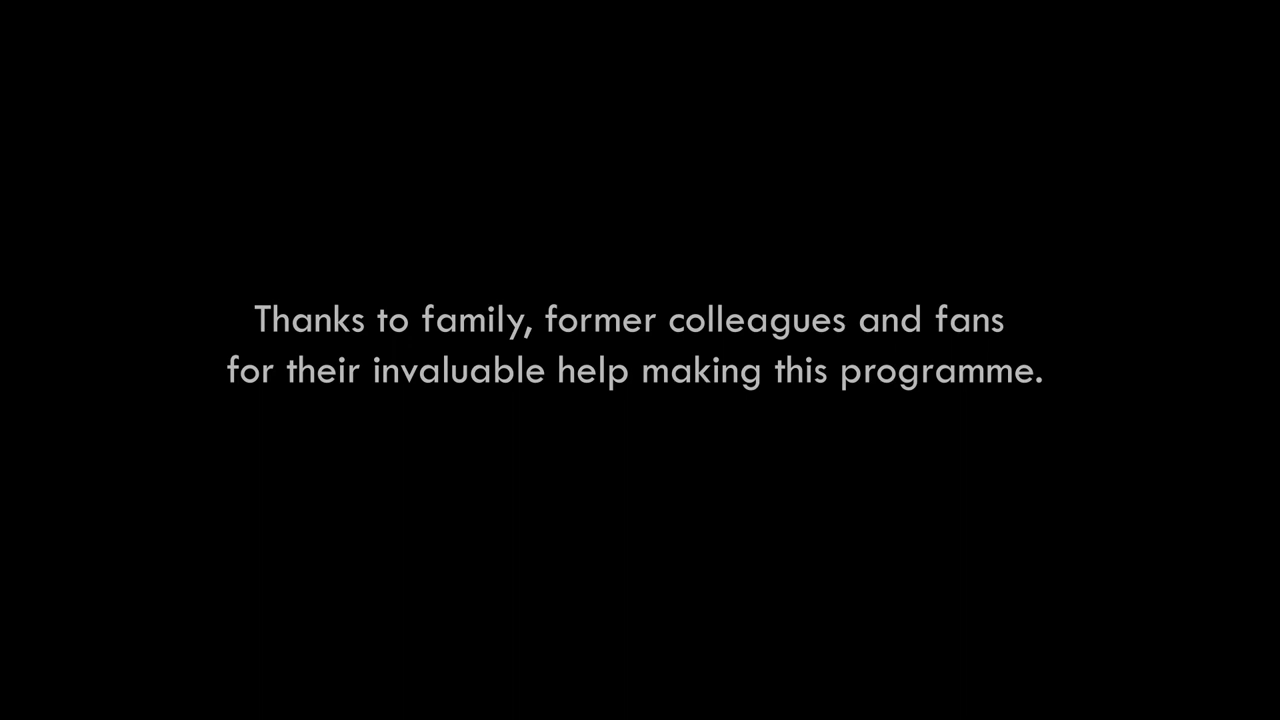 Thanks to family, former colleagues and fans
for their invaluable help making this programme.